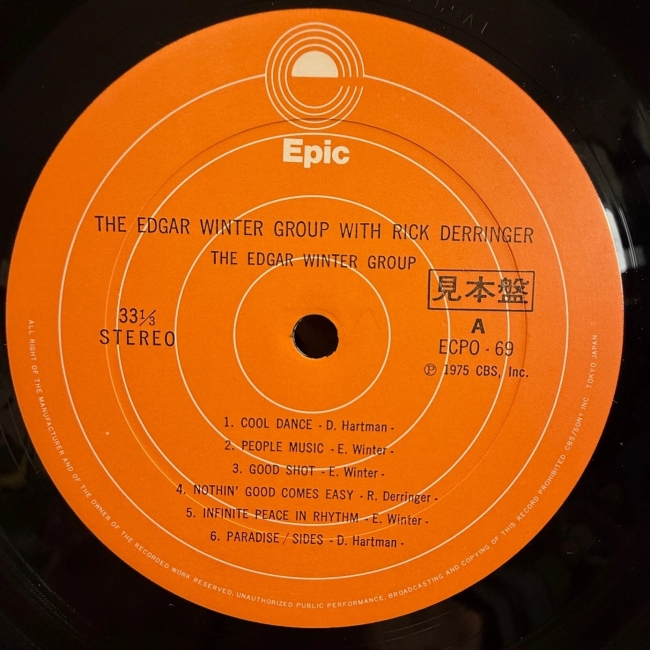 Epic
THE EDGAR WINTER GROUP WITH RICK DERRINGER
THE EDGAR WINTER GROUP
見本盤
33⅓
STEREO
A
ECPO - 69
Ⓟ 1975 CBS, Inc.
1. COOL DANCE - D. Hartman -
2. PEOPLE MUSIC - E. Winter -
3. GOOD SHOT - E. Winter -
4. NOTHIN' GOOD COMES EASY - R. Derringer -
5. INFINITE PEACE IN RHYTHM - E. Winter -
6. PARADISE / SIDES - D. Hartman -
ALL RIGHT OF THE MANUFACTURER AND OF THE OWNER OF THE RECORDED WORK RESERVED. UNAUTHORIZED PUBLIC PERFORMANCE, BROADCASTING AND COPYING OF THIS RECORD PROHIBITED. CBS/SONY INC. TOKYO JAPAN